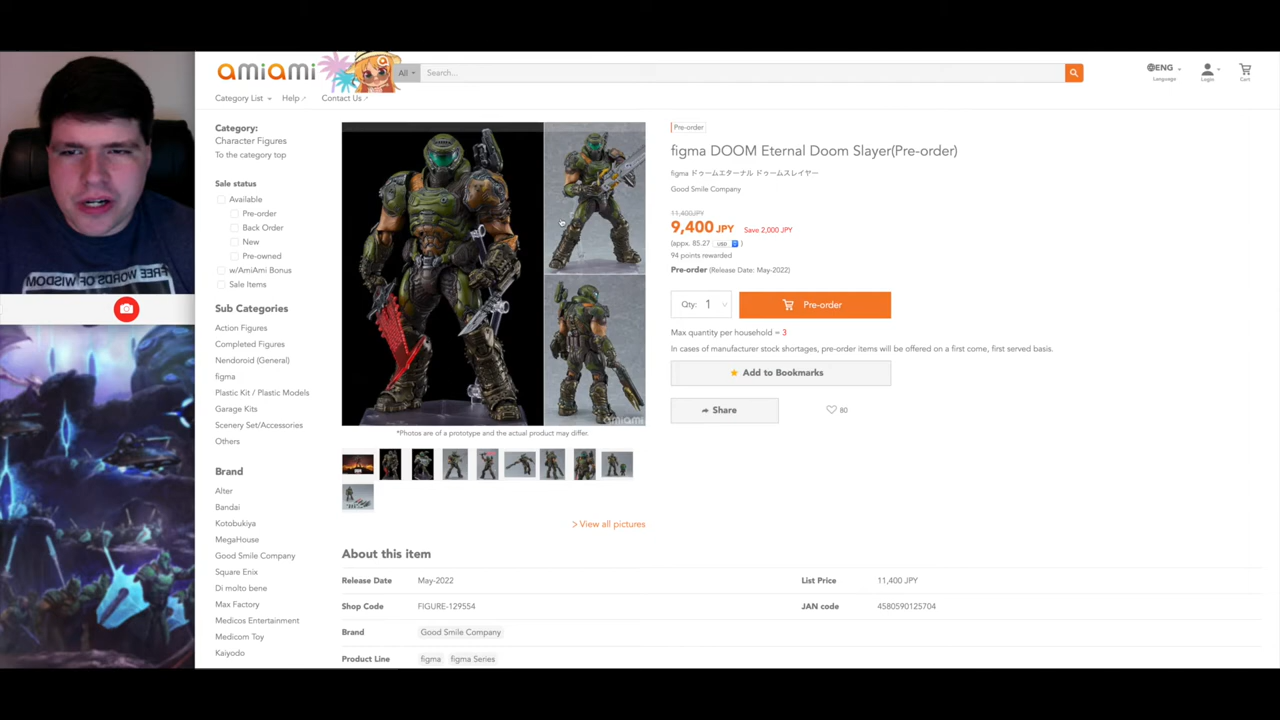 amiami
All
Search...
ENG
Language
Login
Cart
Category List
Help
Contact Us
Category:
Character Figures
To the category top
Sale status
Available
Pre-order
Back Order
New
Pre-owned
w/AmiAmi Bonus
Sale Items
Sub Categories
Action Figures
Completed Figures
Nendoroid (General)
figma
Plastic Kit / Plastic Models
Garage Kits
Scenery Set/Accessories
Others
Brand
Alter
Bandai
Kotobukiya
MegaHouse
Good Smile Company
Square Enix
Di molto bene
Max Factory
Medicos Entertainment
Medicom Toy
Kaiyodo
FREE WORDS OF WISDOM
amiami
*Photos are of a prototype and the actual product may differ.
> View all pictures
Pre-order
figma DOOM Eternal Doom Slayer(Pre-order)
figma ドゥームエターナル ドゥームスレイヤー
Good Smile Company
11,400JPY
9,400 JPY Save 2,000 JPY
(appx. 85.27 USD )
94 points rewarded
Pre-order (Release Date: May-2022)
Qty: 1
Pre-order
Max quantity per household = 3
In cases of manufacturer stock shortages, pre-order items will be offered on a first come, first served basis.
Add to Bookmarks
Share
80
About this item
Release Date May-2022 List Price 11,400 JPY
Shop Code FIGURE-129554 JAN code 4580590125704
Brand Good Smile Company
Product Line figma figma Series